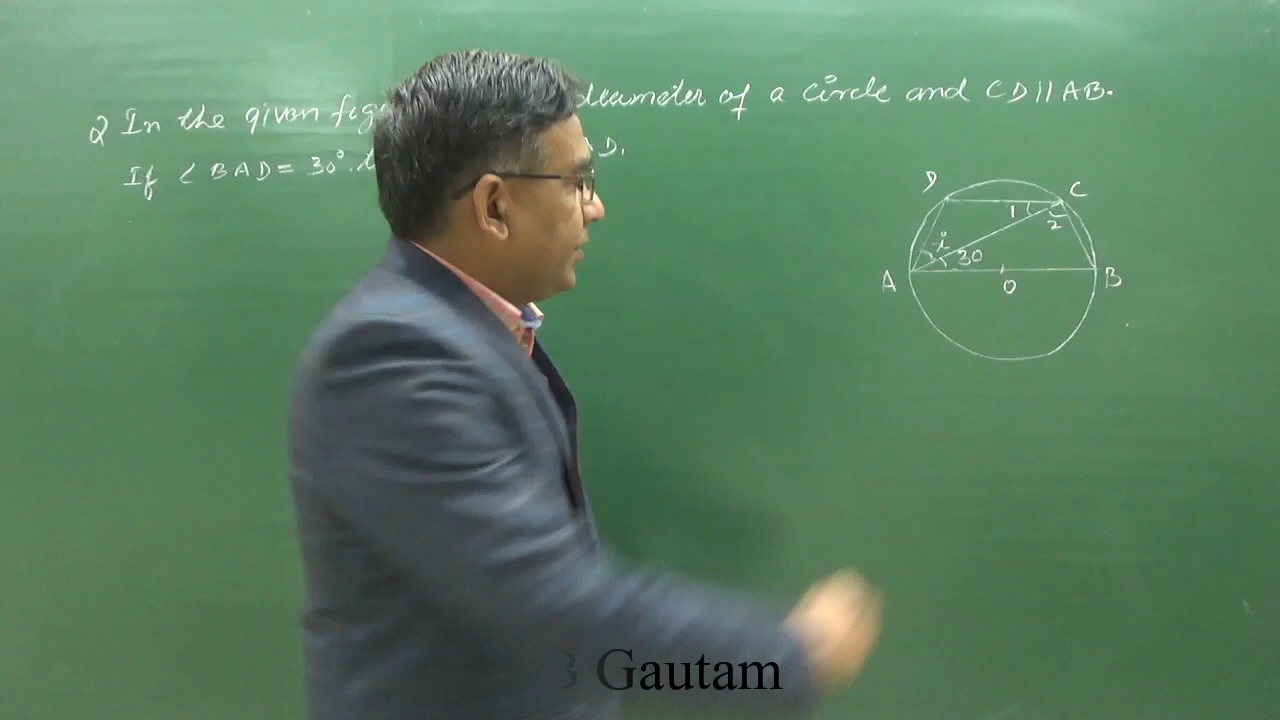 Q In the given fig diameter of a circle and CD || AB.
If ∠BAD = 30°. D.
D C
1
2
i
30
A O B
B Gautam